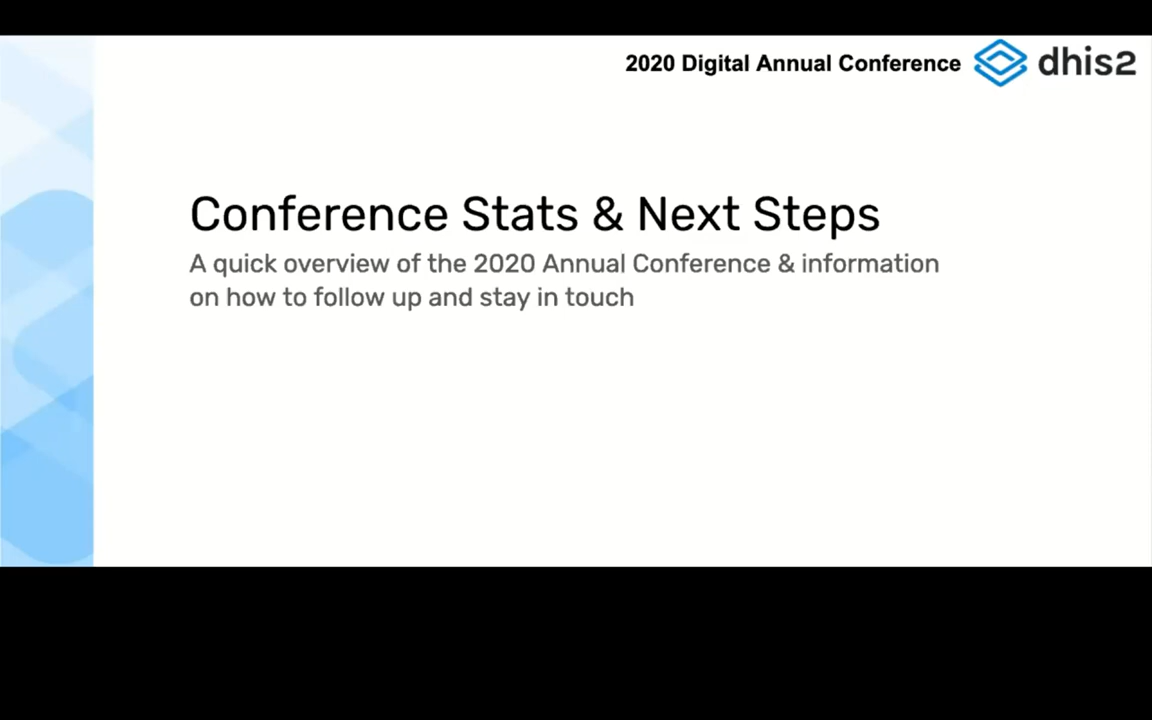 2020 Digital Annual Conference dhis2
Conference Stats & Next Steps
A quick overview of the 2020 Annual Conference & information
on how to follow up and stay in touch